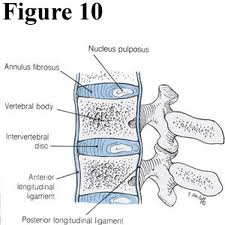 Figure 10
Nucleus pulposus
Annulus fibrosus
Vertebral body
Intervertebral
disc
Anterior
longitudinal
ligament
Posterior longitudinal ligament